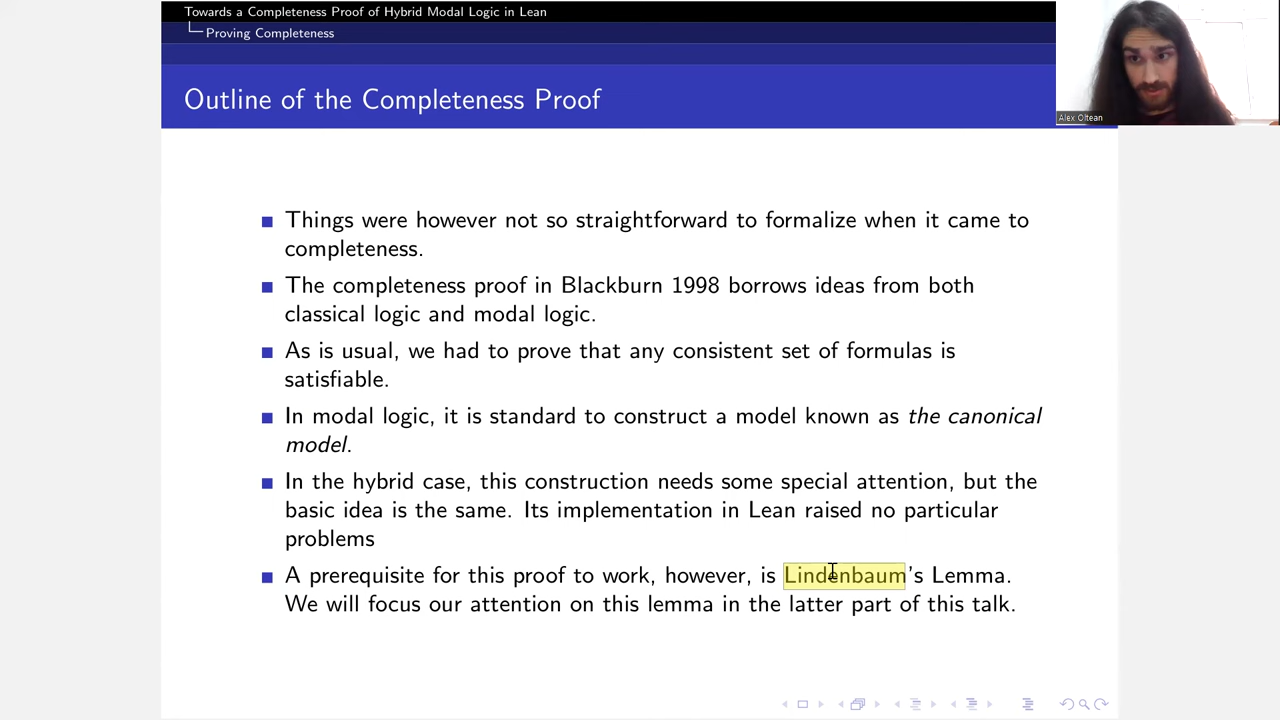 Towards a Completeness Proof of Hybrid Modal Logic in Lean
Proving Completeness
Outline of the Completeness Proof
Alex Oltean
Things were however not so straightforward to formalize when it came to
completeness.
The completeness proof in Blackburn 1998 borrows ideas from both
classical logic and modal logic.
As is usual, we had to prove that any consistent set of formulas is
satisfiable.
In modal logic, it is standard to construct a model known as the canonical
model.
In the hybrid case, this construction needs some special attention, but the
basic idea is the same. Its implementation in Lean raised no particular
problems
A prerequisite for this proof to work, however, is Lindenbaum's Lemma.
We will focus our attention on this lemma in the latter part of this talk.